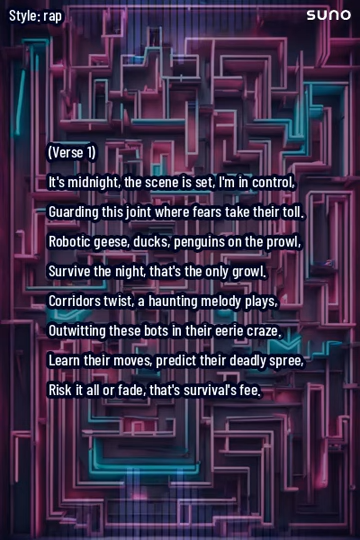 Style: rap
suno
(Verse 1)
It's midnight, the scene is set, I'm in control,
Guarding this joint where fears take their toll.
Robotic geese, ducks, penguins on the prowl,
Survive the night, that's the only growl.
Corridors twist, a haunting melody plays,
Outwitting these bots in their eerie craze.
Learn their moves, predict their deadly spree,
Risk it all or fade, that's survival's fee.